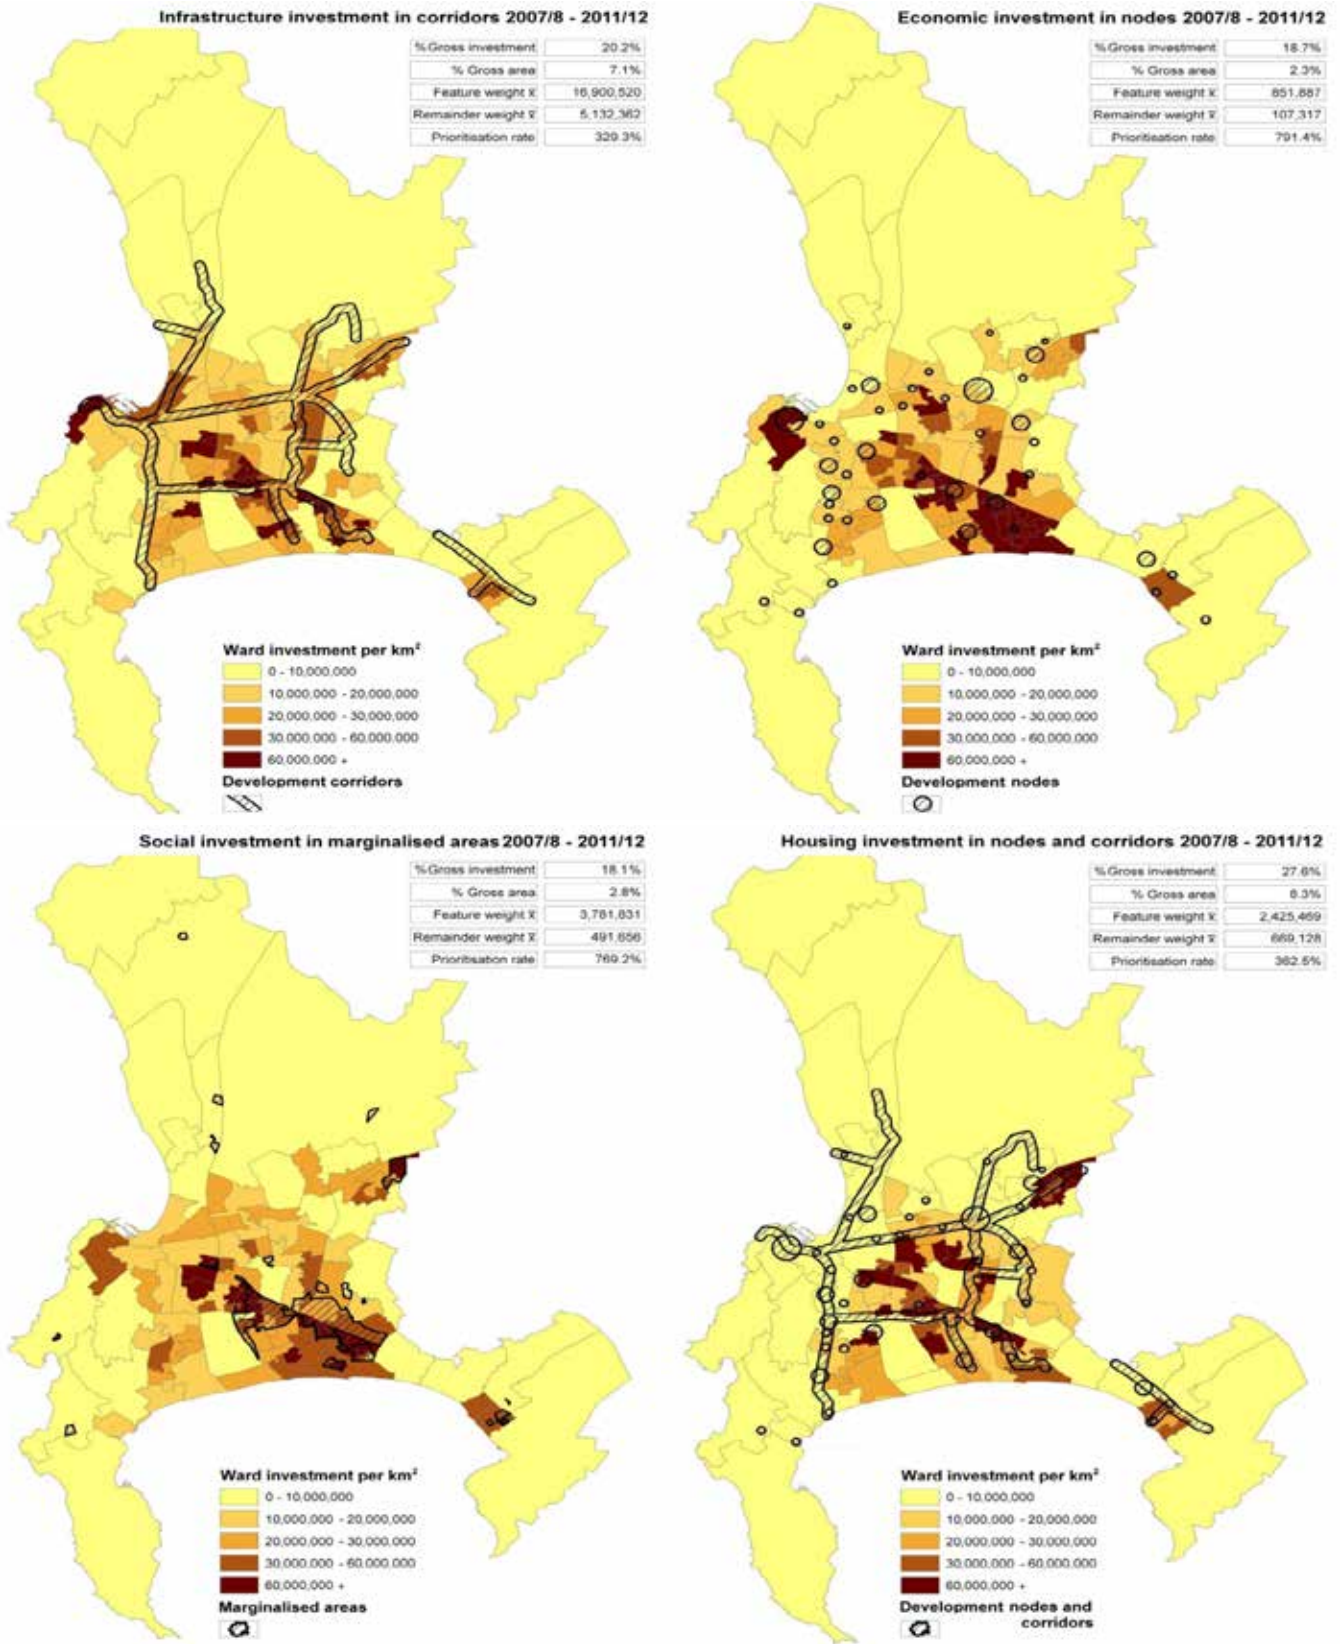 Infrastructure investment in corridors 2007/8 - 2011/12
% Gross investment 20.2%
% Gross area 7.1%
Feature weight x̄ 16,900,520
Remainder weight x̄ 5,132,362
Prioritisation rate 329.3%
Ward investment per km²
0 - 10,000,000
10,000,000 - 20,000,000
20,000,000 - 30,000,000
30,000,000 - 60,000,000
60,000,000 +
Development corridors
Economic investment in nodes 2007/8 - 2011/12
% Gross investment 18.7%
% Gross area 2.3%
Feature weight x̄ 851,887
Remainder weight x̄ 107,317
Prioritisation rate 791.4%
Ward investment per km²
0 - 10,000,000
10,000,000 - 20,000,000
20,000,000 - 30,000,000
30,000,000 - 60,000,000
60,000,000 +
Development nodes
Social investment in marginalised areas 2007/8 - 2011/12
% Gross investment 18.1%
% Gross area 2.8%
Feature weight x̄ 3,781,831
Remainder weight x̄ 491,656
Prioritisation rate 769.2%
Ward investment per km²
0 - 10,000,000
10,000,000 - 20,000,000
20,000,000 - 30,000,000
30,000,000 - 60,000,000
60,000,000 +
Marginalised areas
Housing investment in nodes and corridors 2007/8 - 2011/12
% Gross investment 27.6%
% Gross area
Feature weight x̄ 2,425,469
Remainder weight x̄ 669,128
Prioritisation rate 362.5%
Ward investment per km²
0 - 10,000,000
10,000,000 - 20,000,000
20,000,000 - 30,000,000
30,000,000 - 60,000,000
60,000,000 +
Development nodes and
corridors